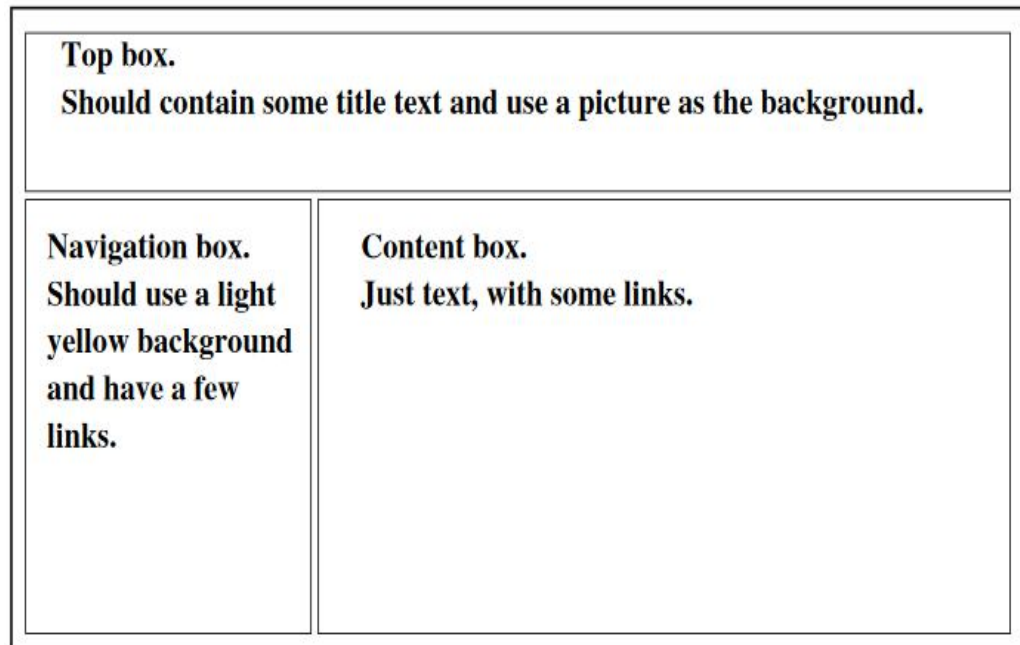 Top box.
Should contain some title text and use a picture as the background.
Navigation box.
Should use a light
yellow background
and have a few
links.
Content box.
Just text, with some links.